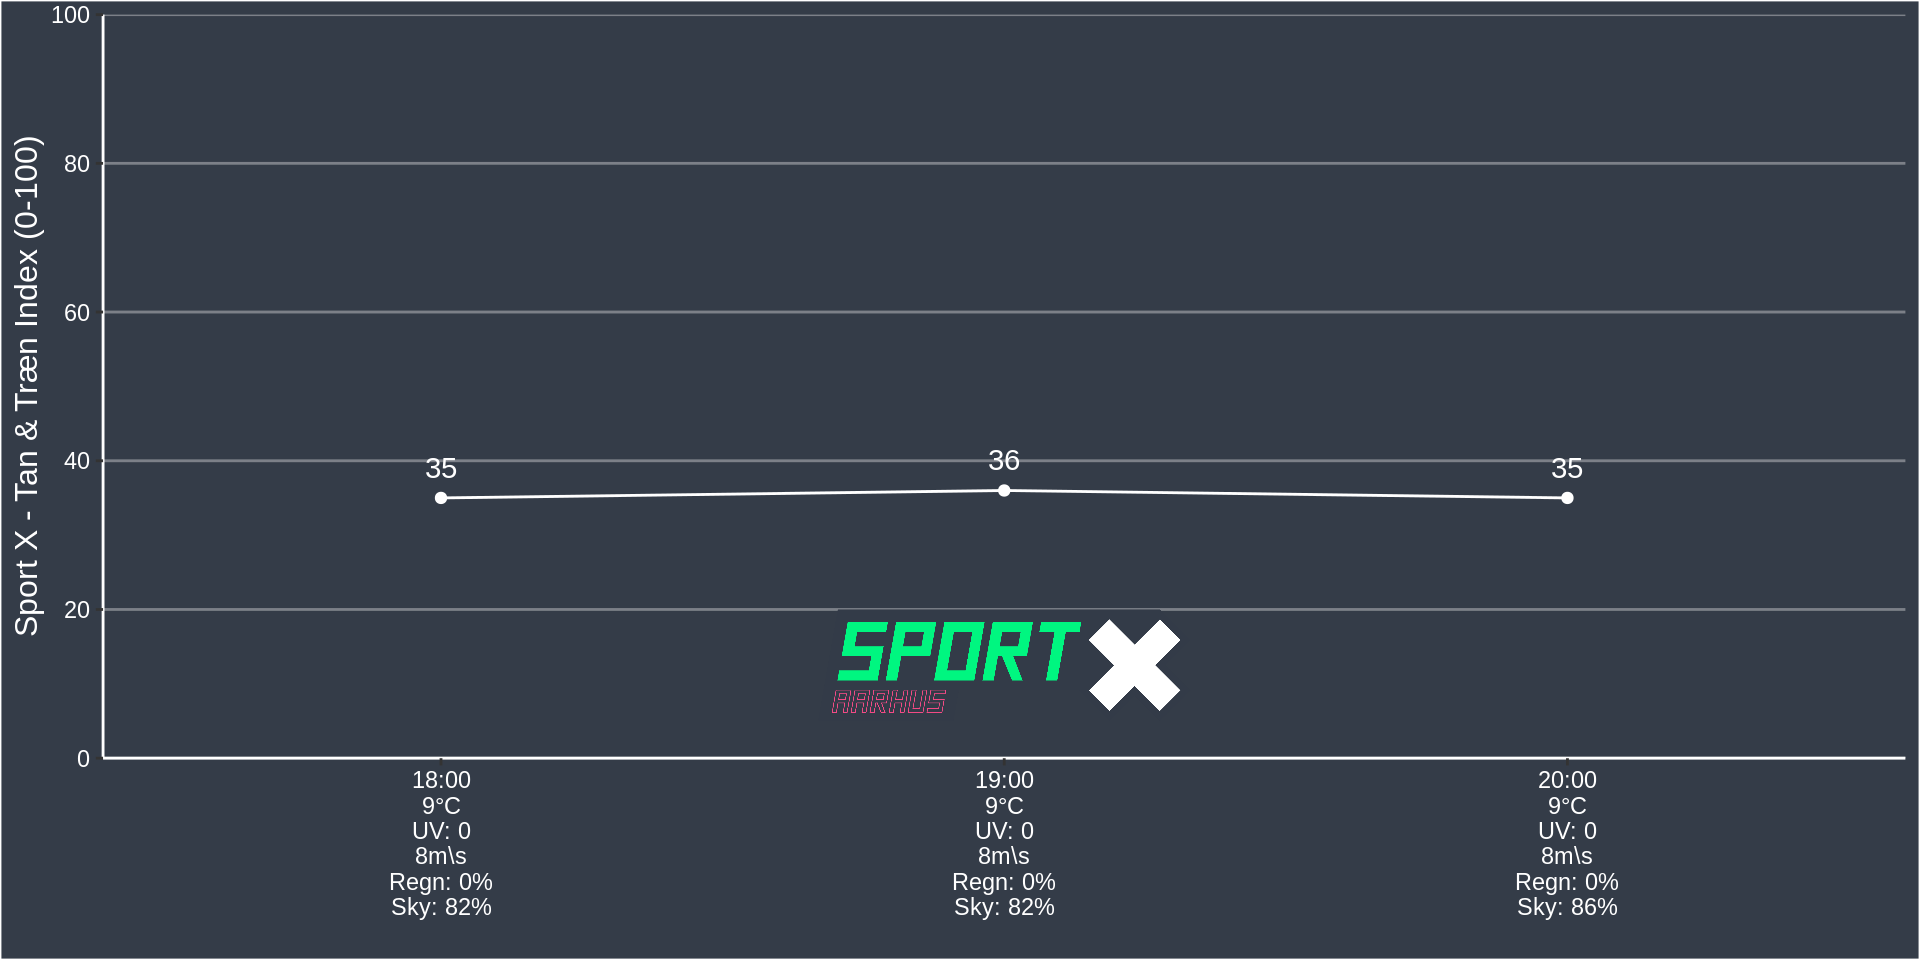 Sport X - Tan & Træn Index (0-100)
100
80
60
40
20
0
35
36
35
SPORT X
AARHUS
18:00
9°C
UV: 0
8m\s
Regn: 0%
Sky: 82%
19:00
9°C
UV: 0
8m\s
Regn: 0%
Sky: 82%
20:00
9°C
UV: 0
8m\s
Regn: 0%
Sky: 86%